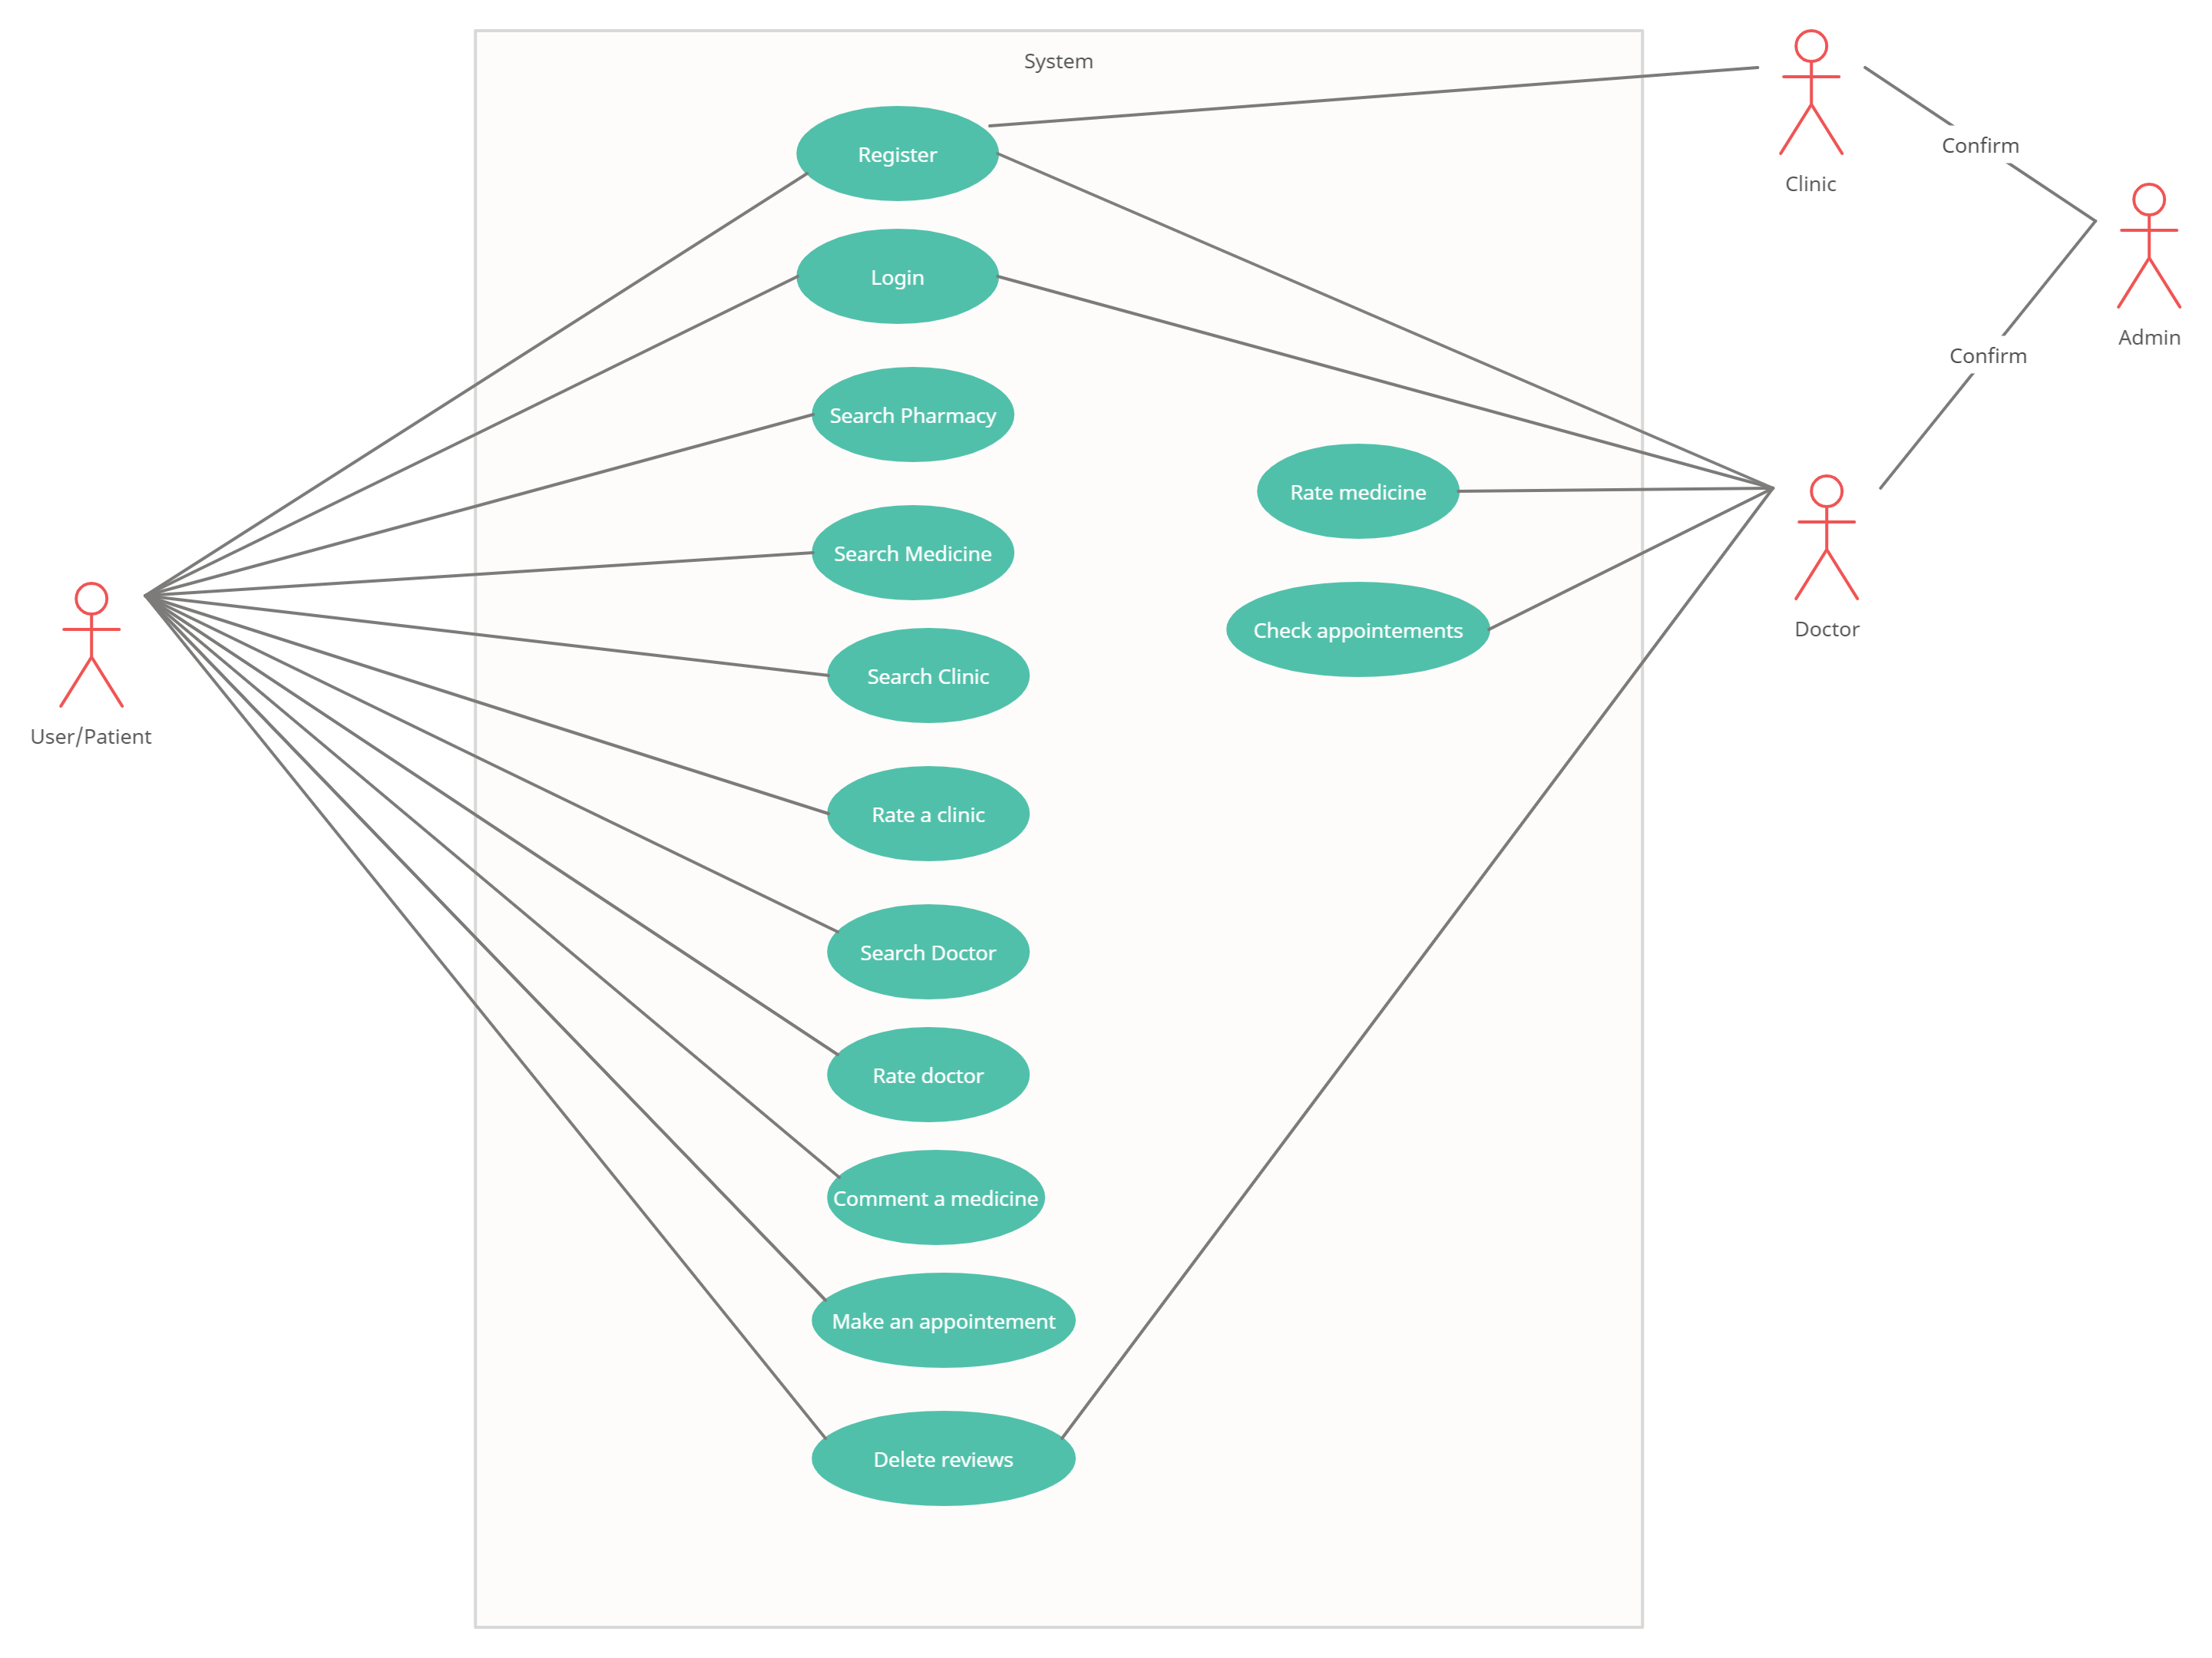 System
Register
Clinic
Confirm
Login
Admin
Confirm
Search Pharmacy
Rate medicine
Search Medicine
Check appointements
Doctor
Search Clinic
User/Patient
Rate a clinic
Search Doctor
Rate doctor
Comment a medicine
Make an appointement
Delete reviews